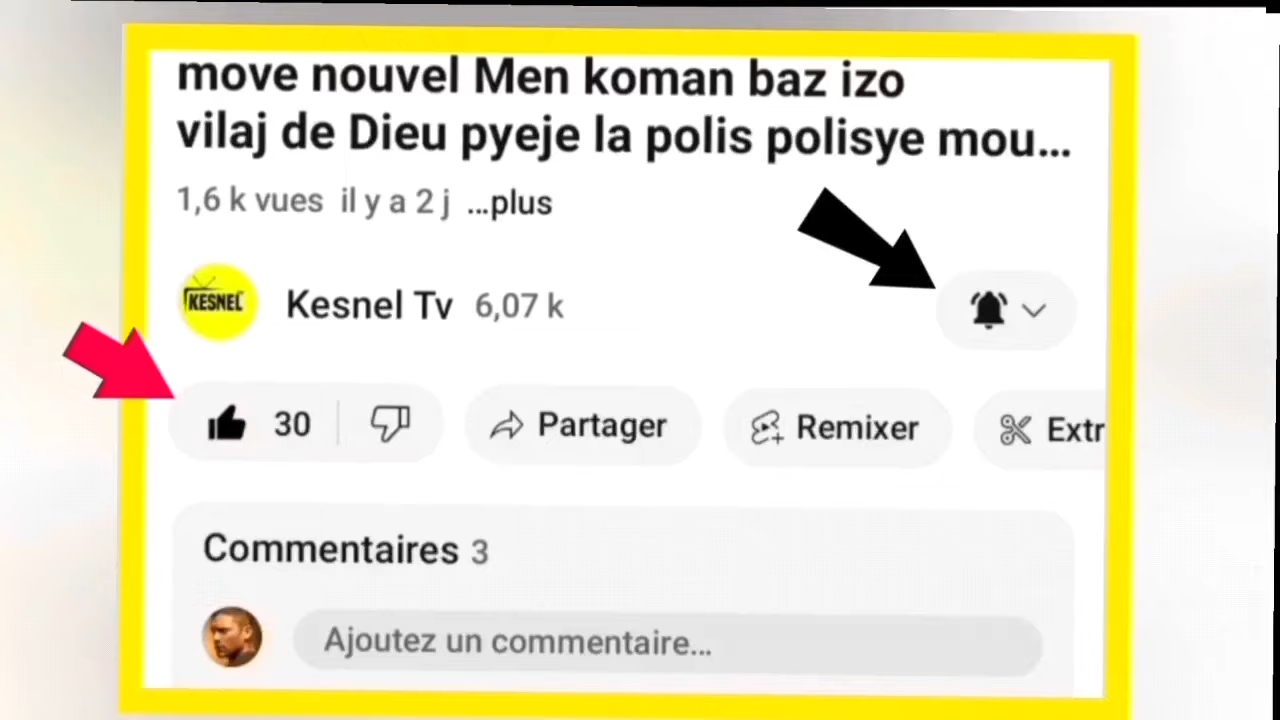 move nouvel Men koman baz izo
vilaj de Dieu pyeje la polis polisye mou...
1,6 k vues il y a 2 j ...plus
KESNEL
Kesnel Tv 6,07 k
30 Partager Remixer Extr
Commentaires 3
Ajoutez un commentaire...